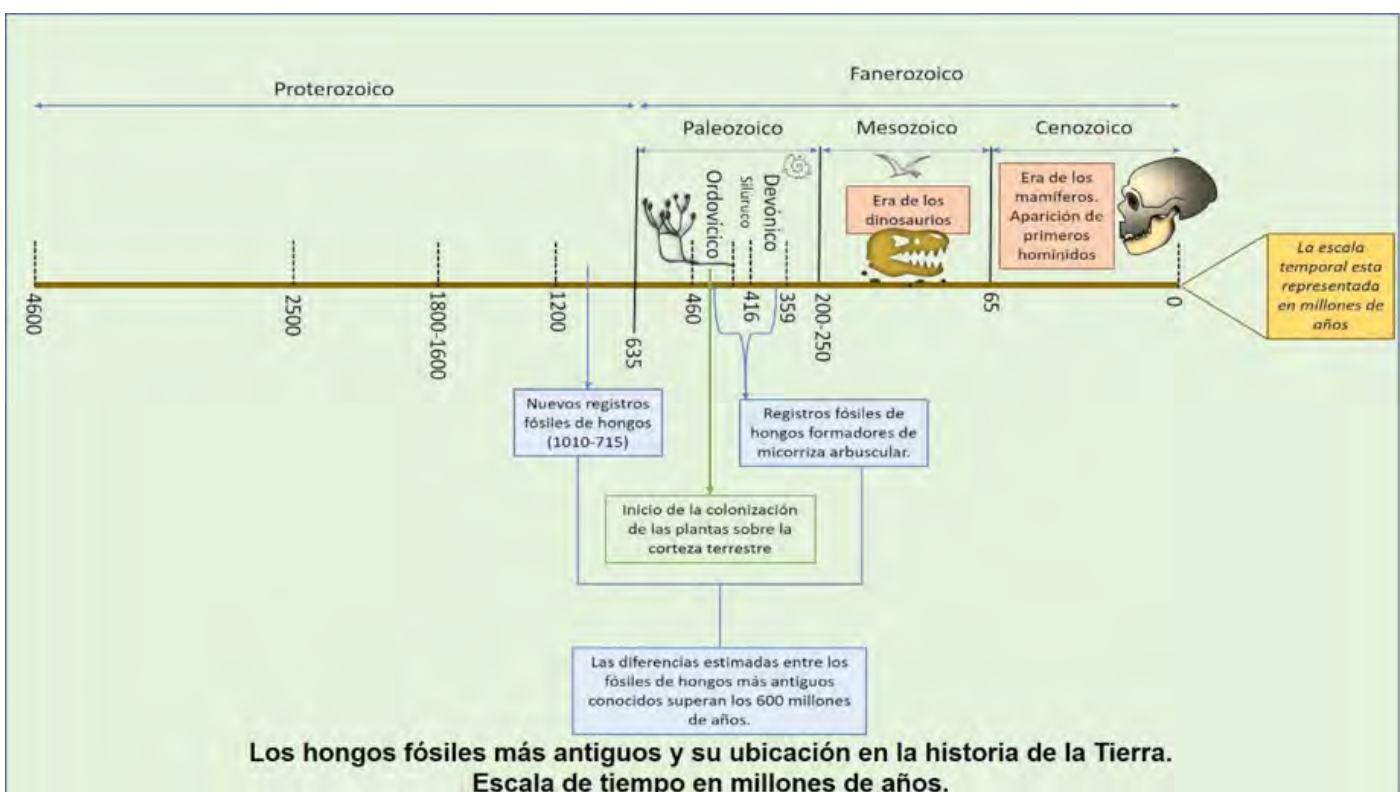 Proterozoico
Fanerozoico
Paleozoico
Mesozoico
Cenozoico
Ordovícico
Silúruco
Devónico
Era de los
dinosaurios
Era de los
mamíferos.
Aparición de
primeros
hominidos
La escala
temporal esta
representada
en millones de
años
4600
2500
1800-1600
1200
635
460
416
359
200-250
65
0
Nuevos registros
fósiles de hongos
(1010-715)
Registros fósiles de
hongos formadores de
micorriza arbuscular.
Inicio de la colonización
de las plantas sobre la
corteza terrestre
Las diferencias estimadas entre los
fósiles de hongos más antiguos
conocidos superan los 600 millones
de años.
Los hongos fósiles más antiguos y su ubicación en la historia de la Tierra.
Escala de tiempo en millones de años.